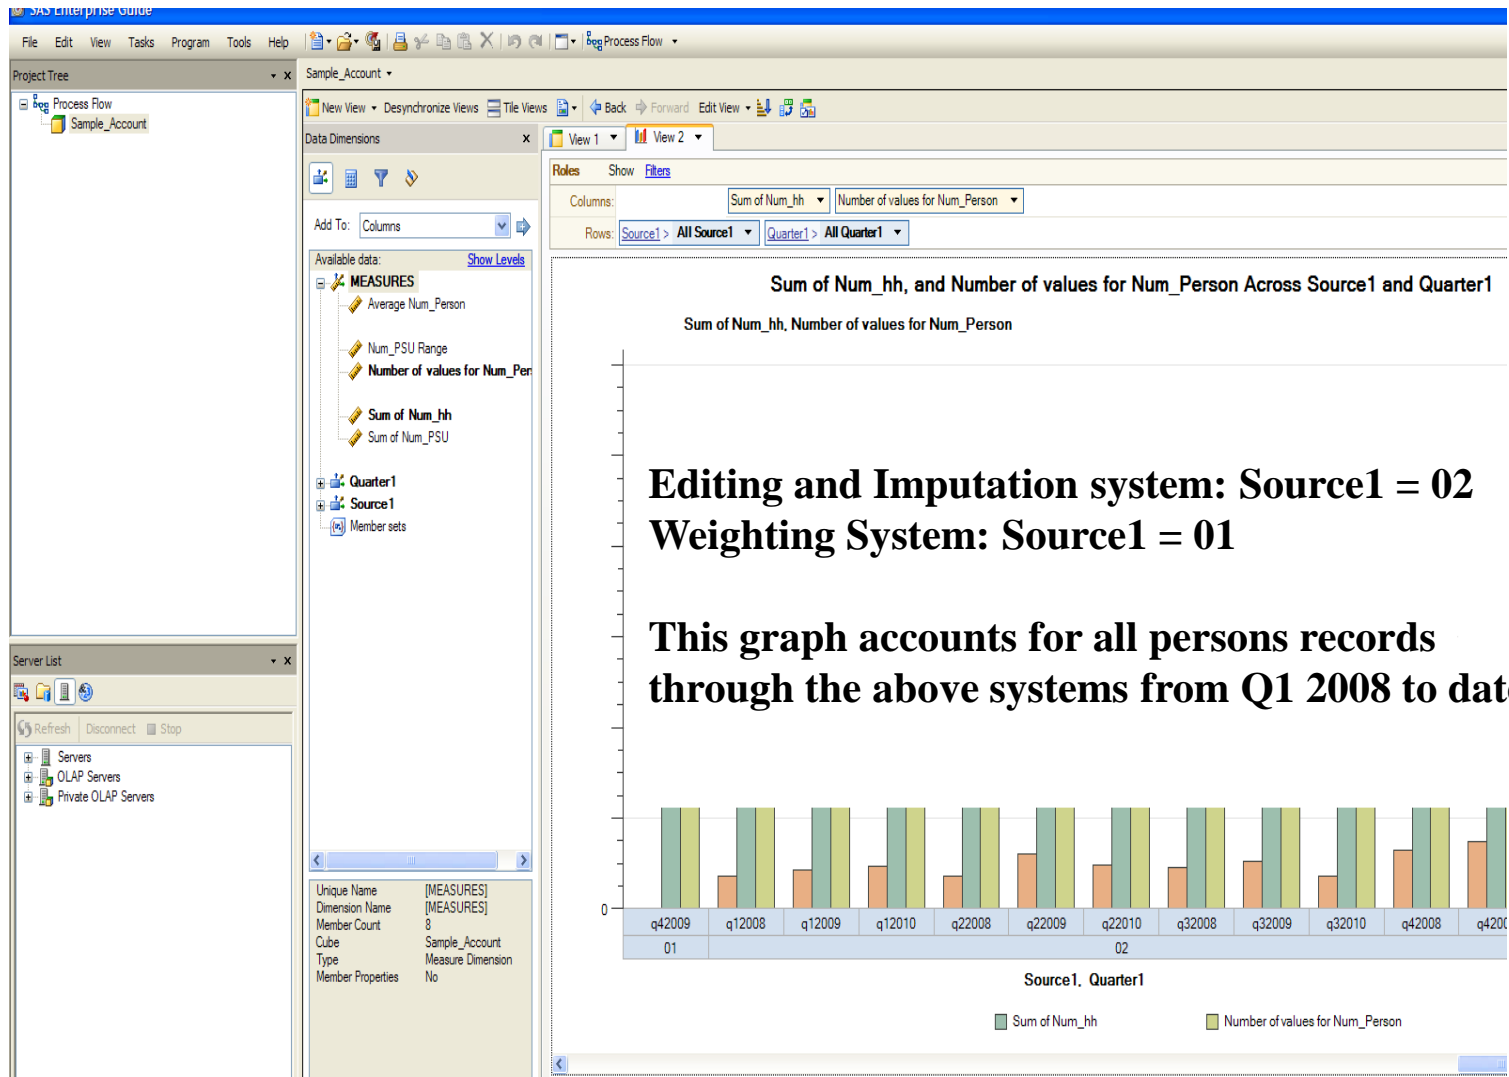 SAS Enterprise Guide
File Edit View Tasks Program Tools Help Process Flow
Project Tree x
Process Flow
Sample_Account
Sample_Account
New View Desynchronize Views Tile Views Back Forward Edit View
Data Dimensions x
View 1 View 2
Roles Show Filters
Columns: Sum of Num_hh Number of values for Num_Person
Rows: Source1 > All Source1 Quarter1 > All Quarter1
Add To: Columns
Available data: Show Levels
MEASURES
Average Num_Person
Num_PSU Range
Number of values for Num_Per
Sum of Num_hh
Sum of Num_PSU
Quarter1
Source1
Member sets
Sum of Num_hh, and Number of values for Num_Person Across Source1 and Quarter1
Sum of Num_hh, Number of values for Num_Person
Editing and Imputation system: Source1 = 02
Weighting System: Source1 = 01
This graph accounts for all persons records
through the above systems from Q1 2008 to date
0
q42009 q12008 q12009 q12010 q22008 q22009 q22010 q32008 q32009 q32010 q42008 q4200
01 02
Source1, Quarter1
Sum of Num_hh Number of values for Num_Person
Server List x
Refresh Disconnect Stop
Servers
OLAP Servers
Private OLAP Servers
Unique Name [MEASURES]
Dimension Name [MEASURES]
Member Count 8
Cube Sample_Account
Type Measure Dimension
Member Properties No